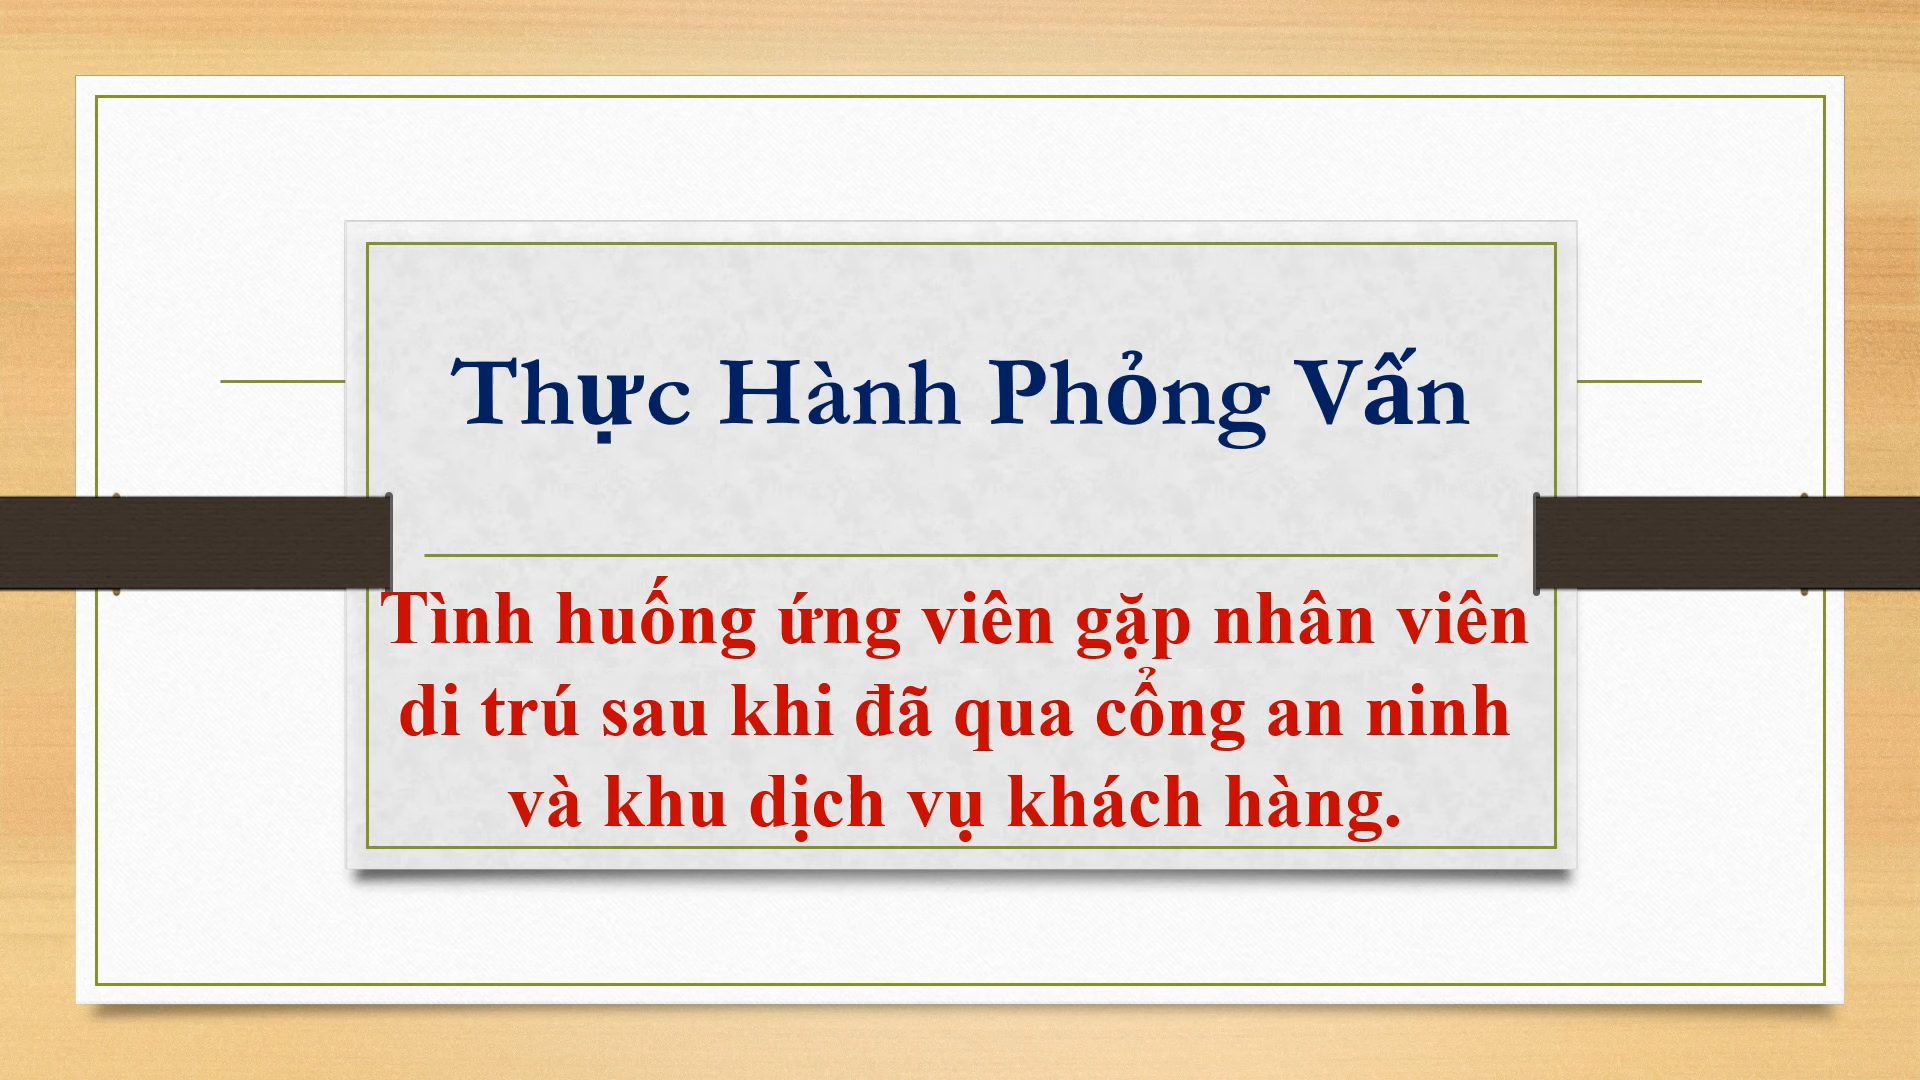 Thực Hành Phỏng Vấn
Tình huống ứng viên gặp nhân viên
di trú sau khi đã qua cổng an ninh
và khu dịch vụ khách hàng.